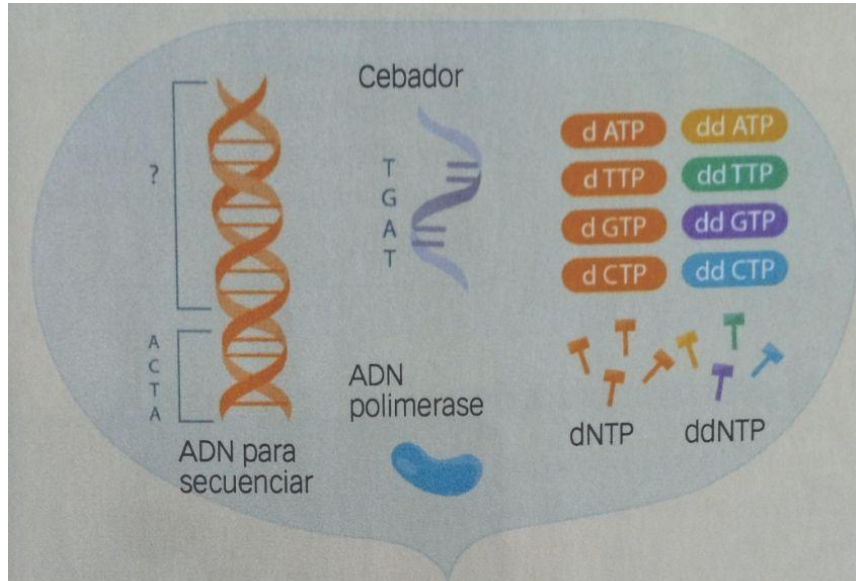 ?
A
C
T
A
ADN para
secuenciar
Cebador
T
G
A
T
ADN
polimerase
d ATP
dd ATP
d TTP
dd TTP
d GTP
dd GTP
d CTP
dd CTP
dNTP
ddNTP